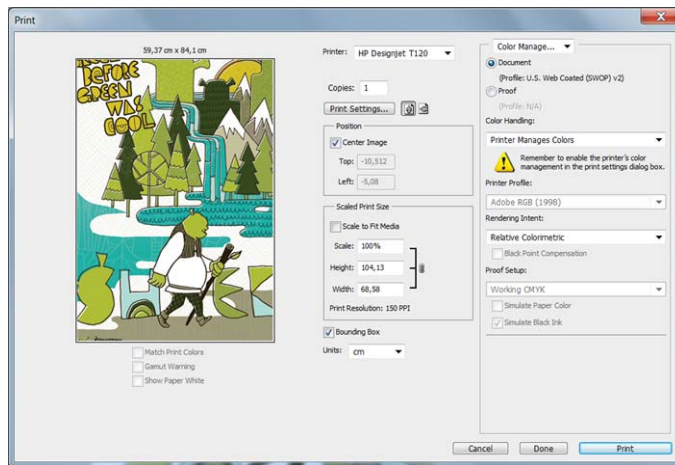 Print
59,37 cm x 84,1 cm
BEFORE
GREEN
WAS
COOL
SHREK
Match Print Colors
Gamut Warning
Show Paper White
Printer: HP Designjet T120
Copies: 1
Print Settings...
Position
Center Image
Top: -10,512
Left: -5,08
Scaled Print Size
Scale to Fit Media
Scale: 100%
Height: 104,13
Width: 68,58
Print Resolution: 150 PPI
Bounding Box
Units: cm
Color Manage...
Document
(Profile: U.S. Web Coated (SWOP) v2)
Proof
(Profile: N/A)
Color Handling:
Printer Manages Colors
Remember to enable the printer's color
management in the print settings dialog box.
Printer Profile:
Adobe RGB (1998)
Rendering Intent:
Relative Colorimetric
Black Point Compensation
Proof Setup:
Working CMYK
Simulate Paper Color
Simulate Black Ink
Cancel
Done
Print